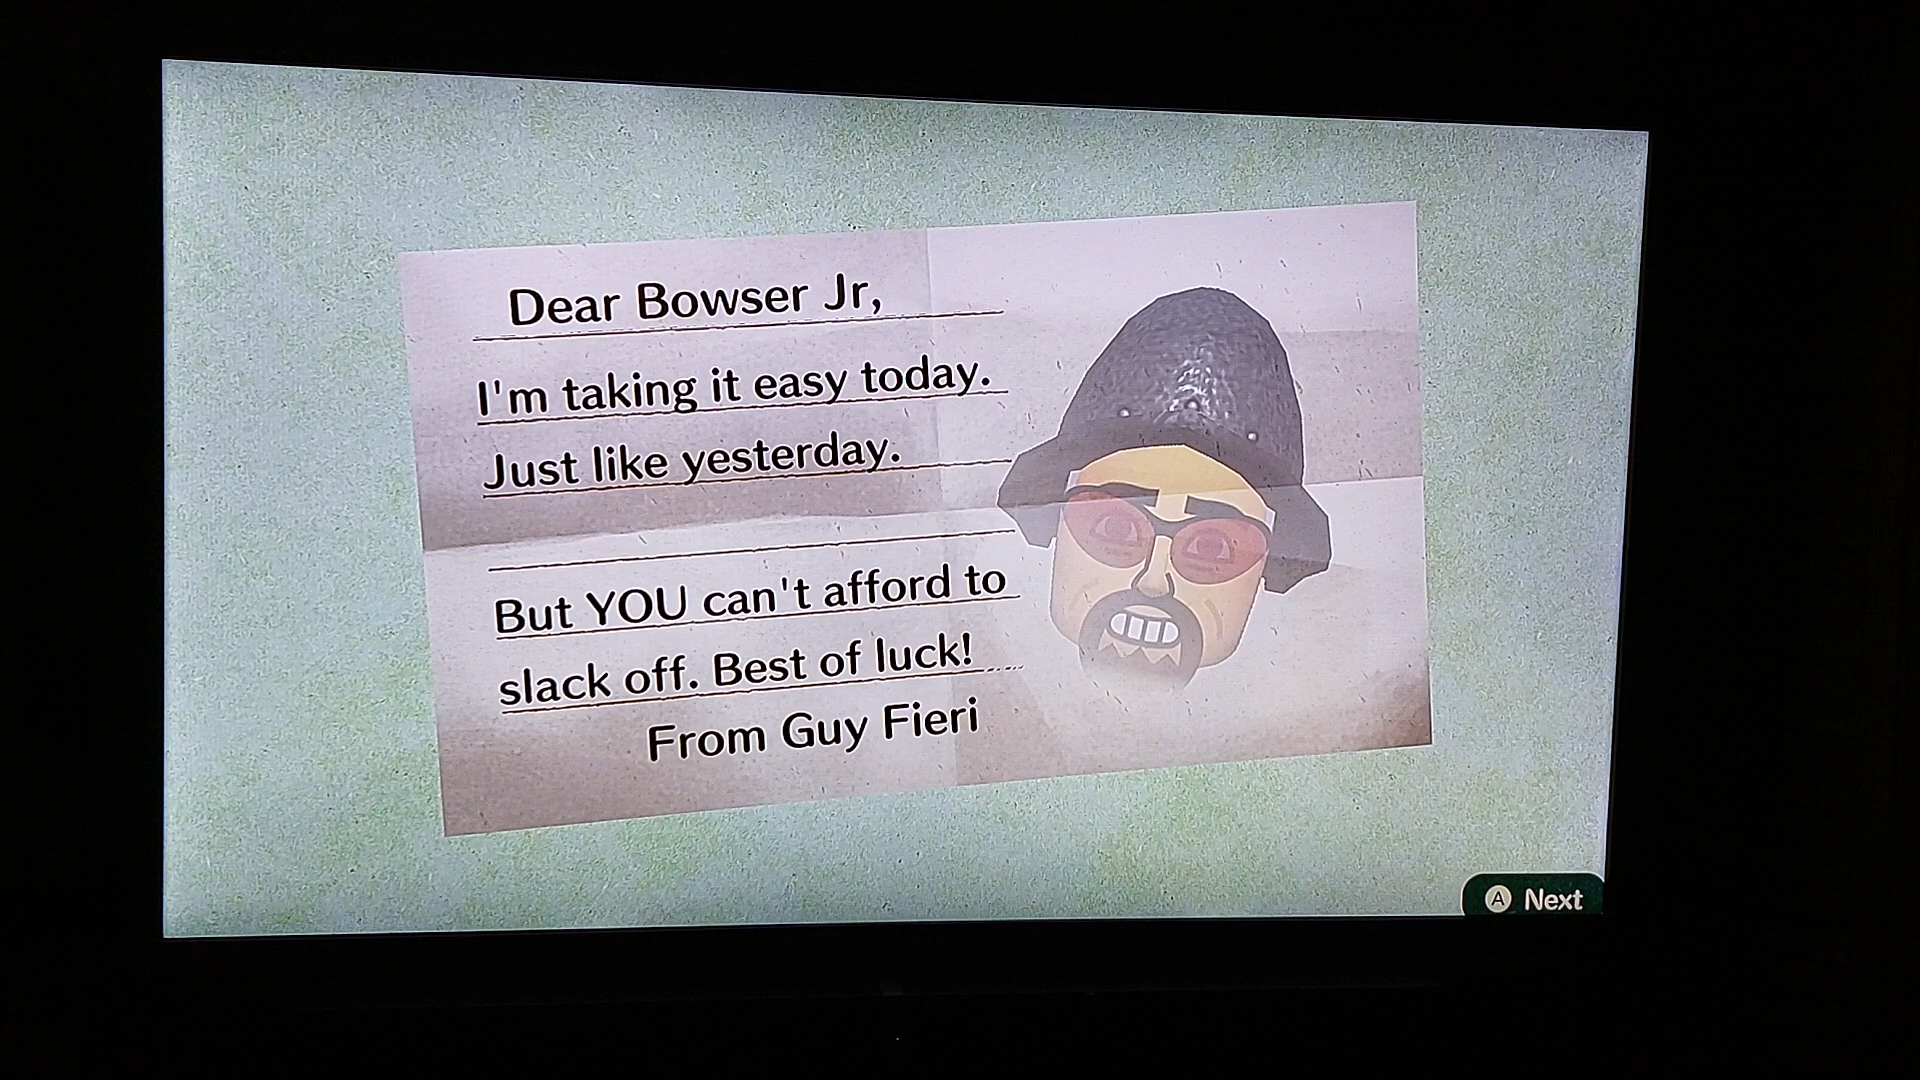 Dear Bowser Jr,
I'm taking it easy today.
Just like yesterday.
But YOU can't afford to
slack off. Best of luck!
From Guy Fieri
A Next